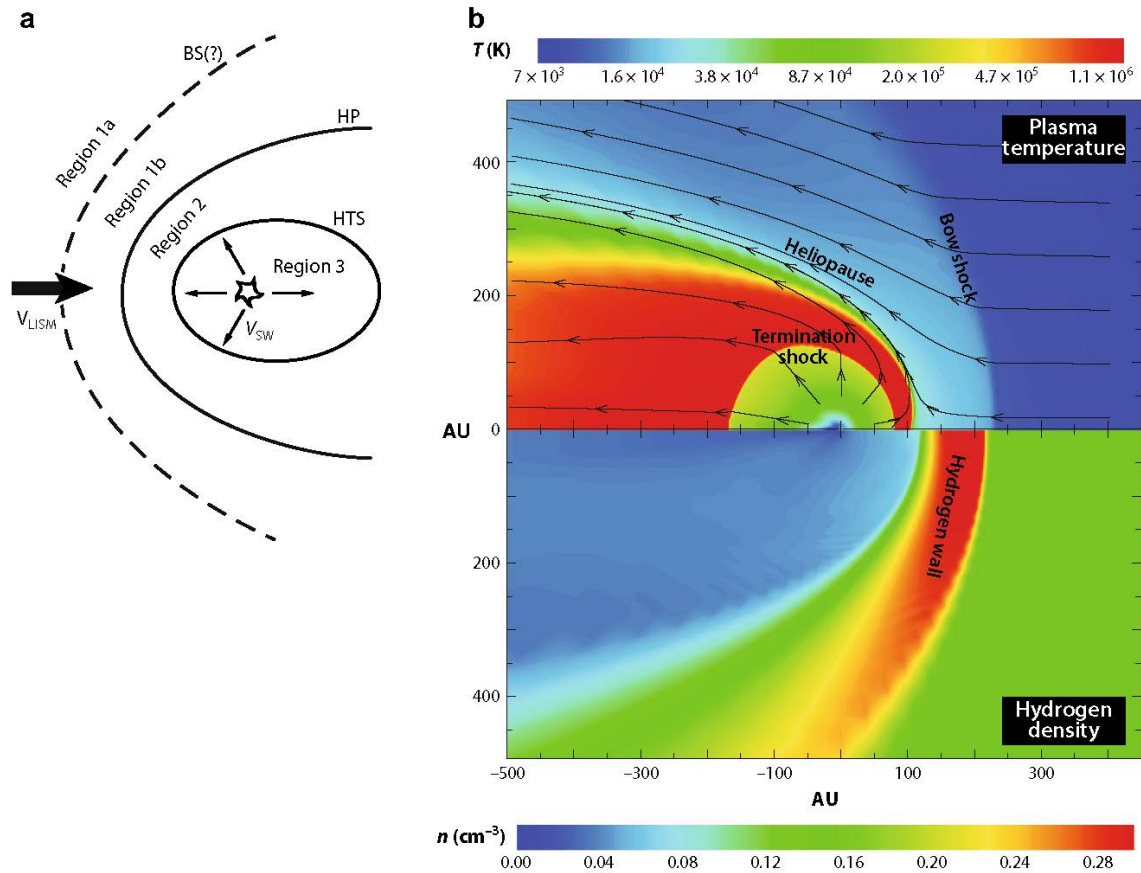 a
BS(?)
HP
Region 1a
Region 1b
Region 2
HTS
Region 3
V_LISM
V_SW
b
T (K)
7 × 10³ 1.6 × 10⁴ 3.8 × 10⁴ 8.7 × 10⁴ 2.0 × 10⁵ 4.7 × 10⁵ 1.1 × 10⁶
Plasma
temperature
400
Bowshock
Heliopause
200
Termination
shock
AU
0
Hydrogen wall
200
400
Hydrogen
density
–500 –300 –100 100 300
AU
n (cm⁻³)
0.00 0.04 0.08 0.12 0.16 0.20 0.24 0.28